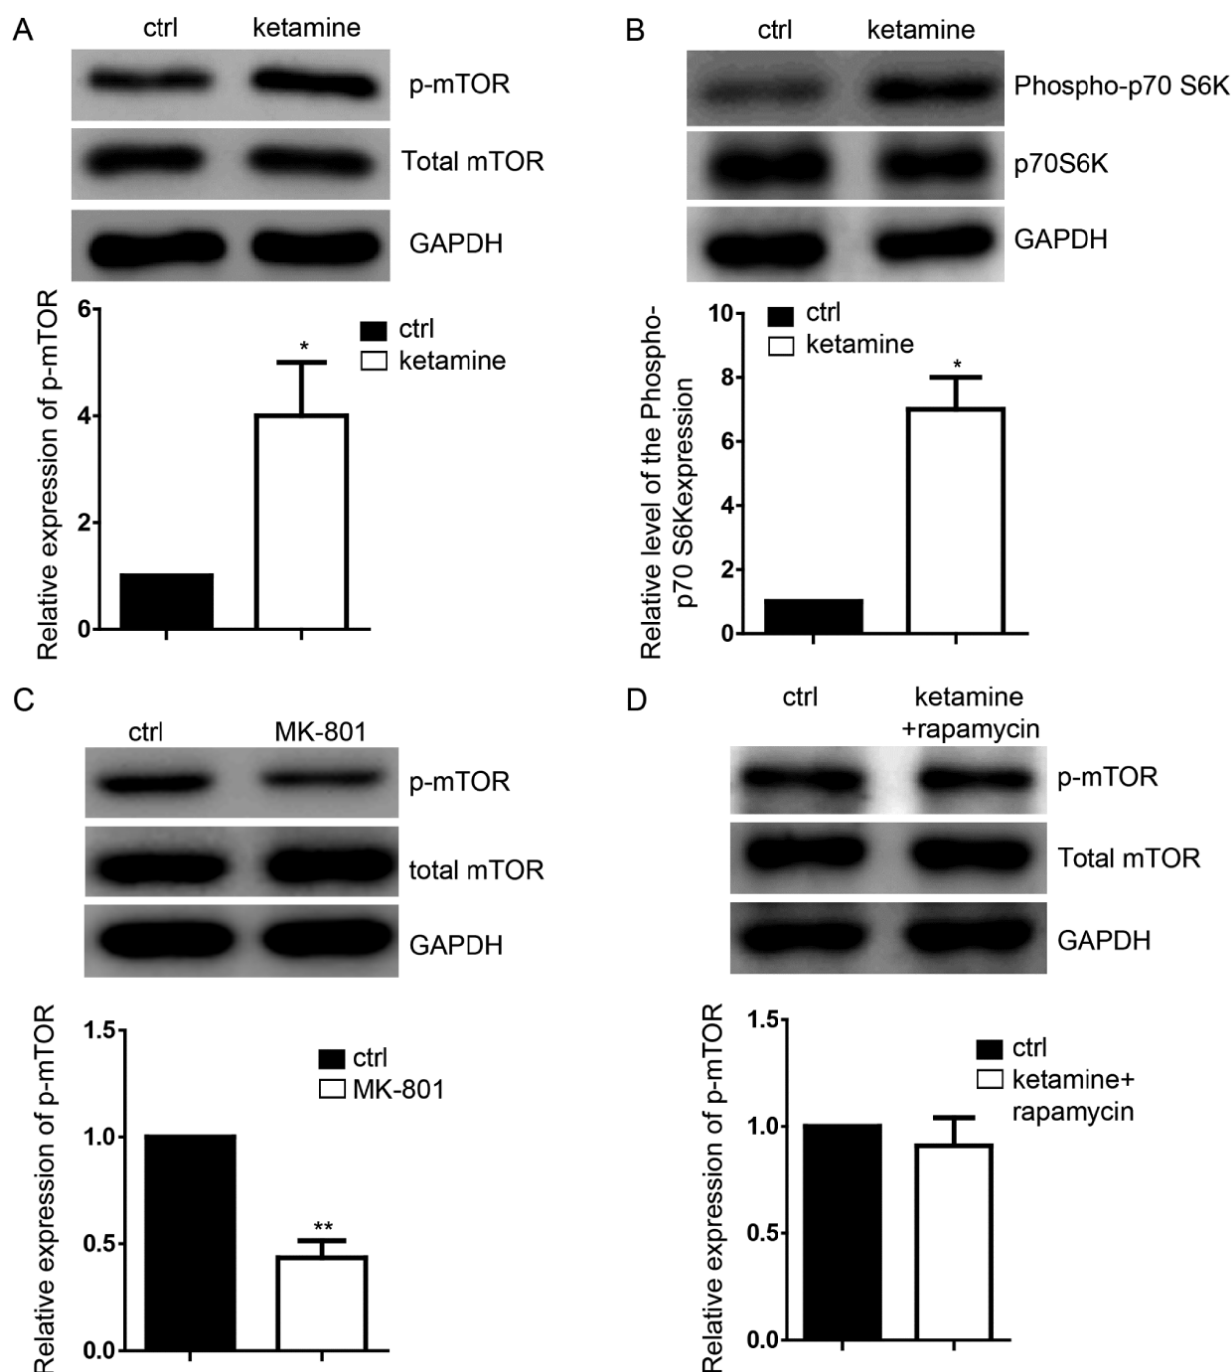 A
ctrl ketamine
p-mTOR
Total mTOR
GAPDH
Relative expression of p-mTOR
6
4
2
0
*
ctrl
ketamine
B
ctrl ketamine
Phospho-p70 S6K
p70S6K
GAPDH
Relative level of the Phospho-
p70 S6Kexpression
10
8
6
4
2
0
*
ctrl
ketamine
C
ctrl MK-801
p-mTOR
total mTOR
GAPDH
Relative expression of p-mTOR
1.5
1.0
0.5
0.0
**
ctrl
MK-801
D
ctrl ketamine
+rapamycin
p-mTOR
Total mTOR
GAPDH
Relative expression of p-mTOR
1.5
1.0
0.5
0.0
ctrl
ketamine+
rapamycin